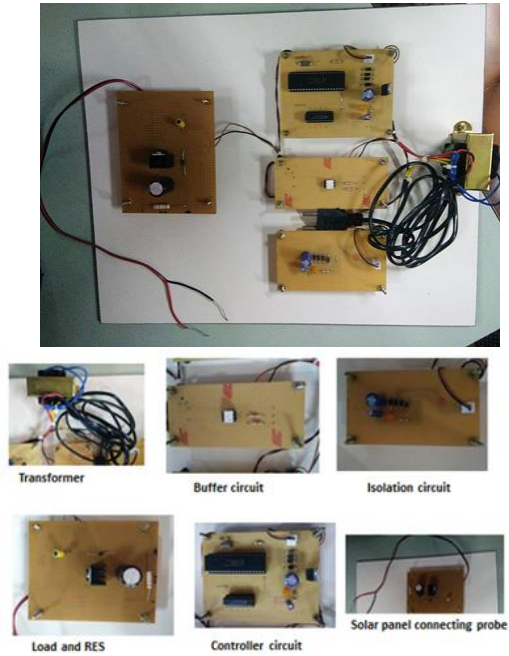 Transformer
Buffer circuit
Isolation circuit
Load and RES
Controller circuit
Solar panel connecting probe